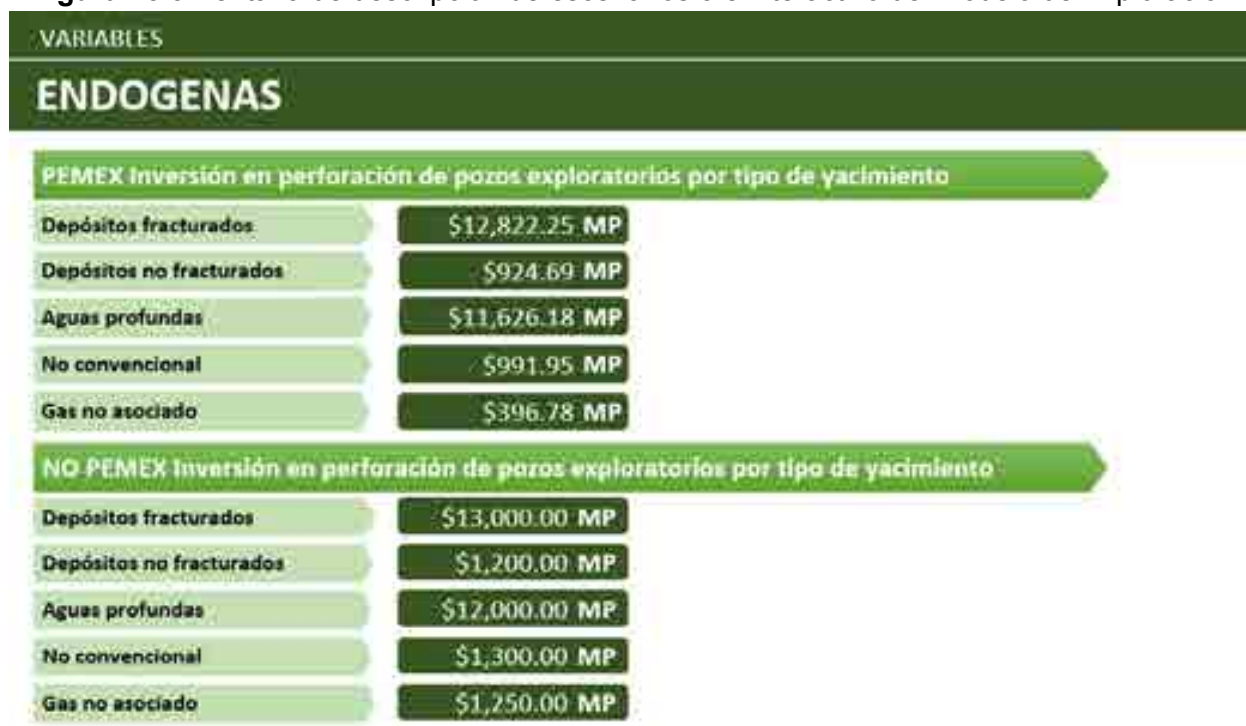 VARIABLES
ENDOGENAS
PEMEX Inversión en perforación de pozos exploratorios por tipo de yacimiento
Depósitos fracturados $12,822.25 MP
Depósitos no fracturados $924.69 MP
Aguas profundas $11,626.18 MP
No convencional $991.95 MP
Gas no asociado $396.78 MP
NO PEMEX Inversión en perforación de pozos exploratorios por tipo de yacimiento
Depósitos fracturados $13,000.00 MP
Depósitos no fracturados $1,200.00 MP
Aguas profundas $12,000.00 MP
No convencional $1,300.00 MP
Gas no asociado $1,250.00 MP